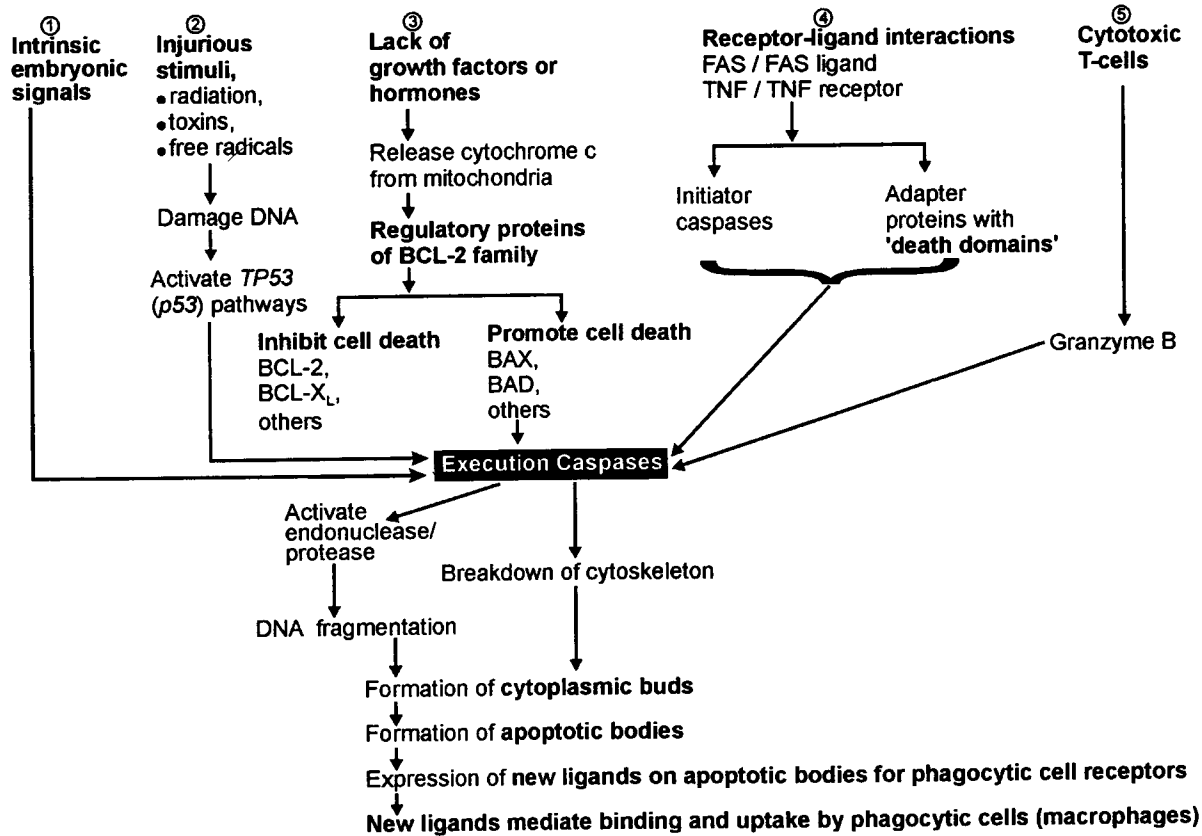 ①
Intrinsic
embryonic
signals
②
Injurious
stimuli,
• radiation,
• toxins,
• free radicals
Damage DNA
Activate TP53
(p53) pathways
③
Lack of
growth factors or
hormones
Release cytochrome c
from mitochondria
Regulatory proteins
of BCL-2 family
Inhibit cell death
BCL-2,
BCL-XL,
others
Promote cell death
BAX,
BAD,
others
④
Receptor-ligand interactions
FAS / FAS ligand
TNF / TNF receptor
Initiator
caspases
Adapter
proteins with
'death domains'
⑤
Cytotoxic
T-cells
Granzyme B
Execution Caspases
Activate
endonuclease/
protease
Breakdown of cytoskeleton
DNA fragmentation
Formation of cytoplasmic buds
Formation of apoptotic bodies
Expression of new ligands on apoptotic bodies for phagocytic cell receptors
New ligands mediate binding and uptake by phagocytic cells (macrophages)